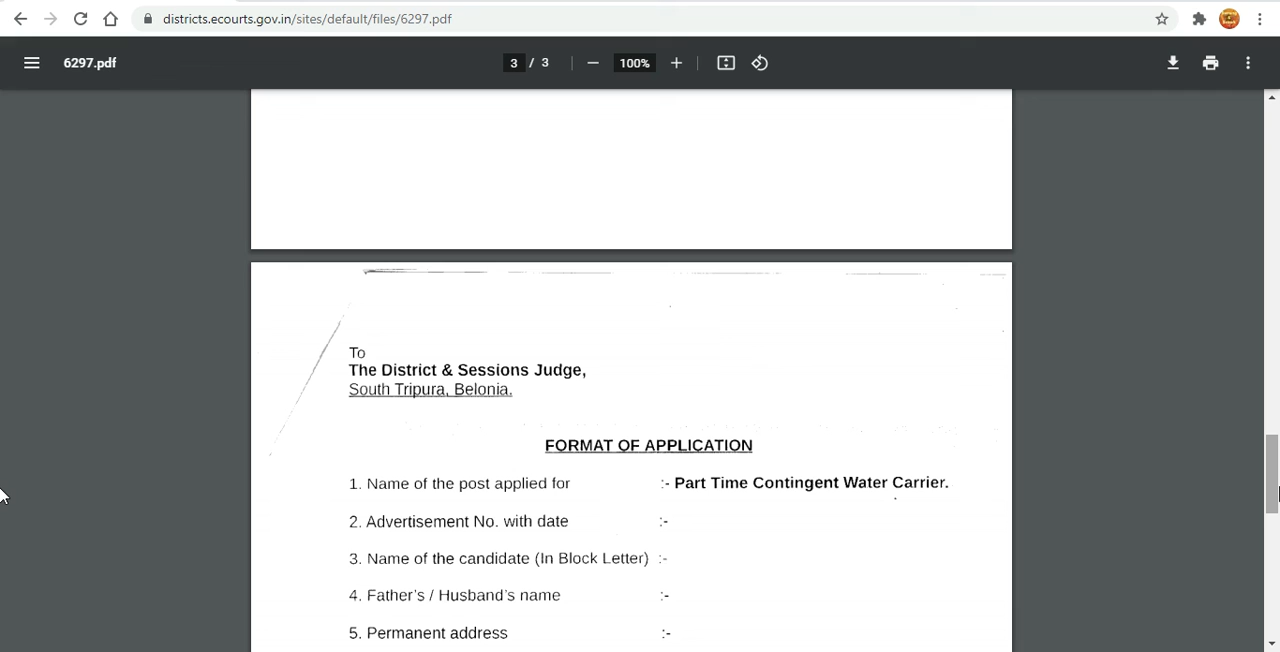 districts.ecourts.gov.in/sites/default/files/6297.pdf
6297.pdf
3 / 3
100%
To
The District & Sessions Judge,
South Tripura, Belonia.
FORMAT OF APPLICATION
1. Name of the post applied for :- Part Time Contingent Water Carrier.
2. Advertisement No. with date :-
3. Name of the candidate (In Block Letter) :-
4. Father's / Husband's name :-
5. Permanent address :-